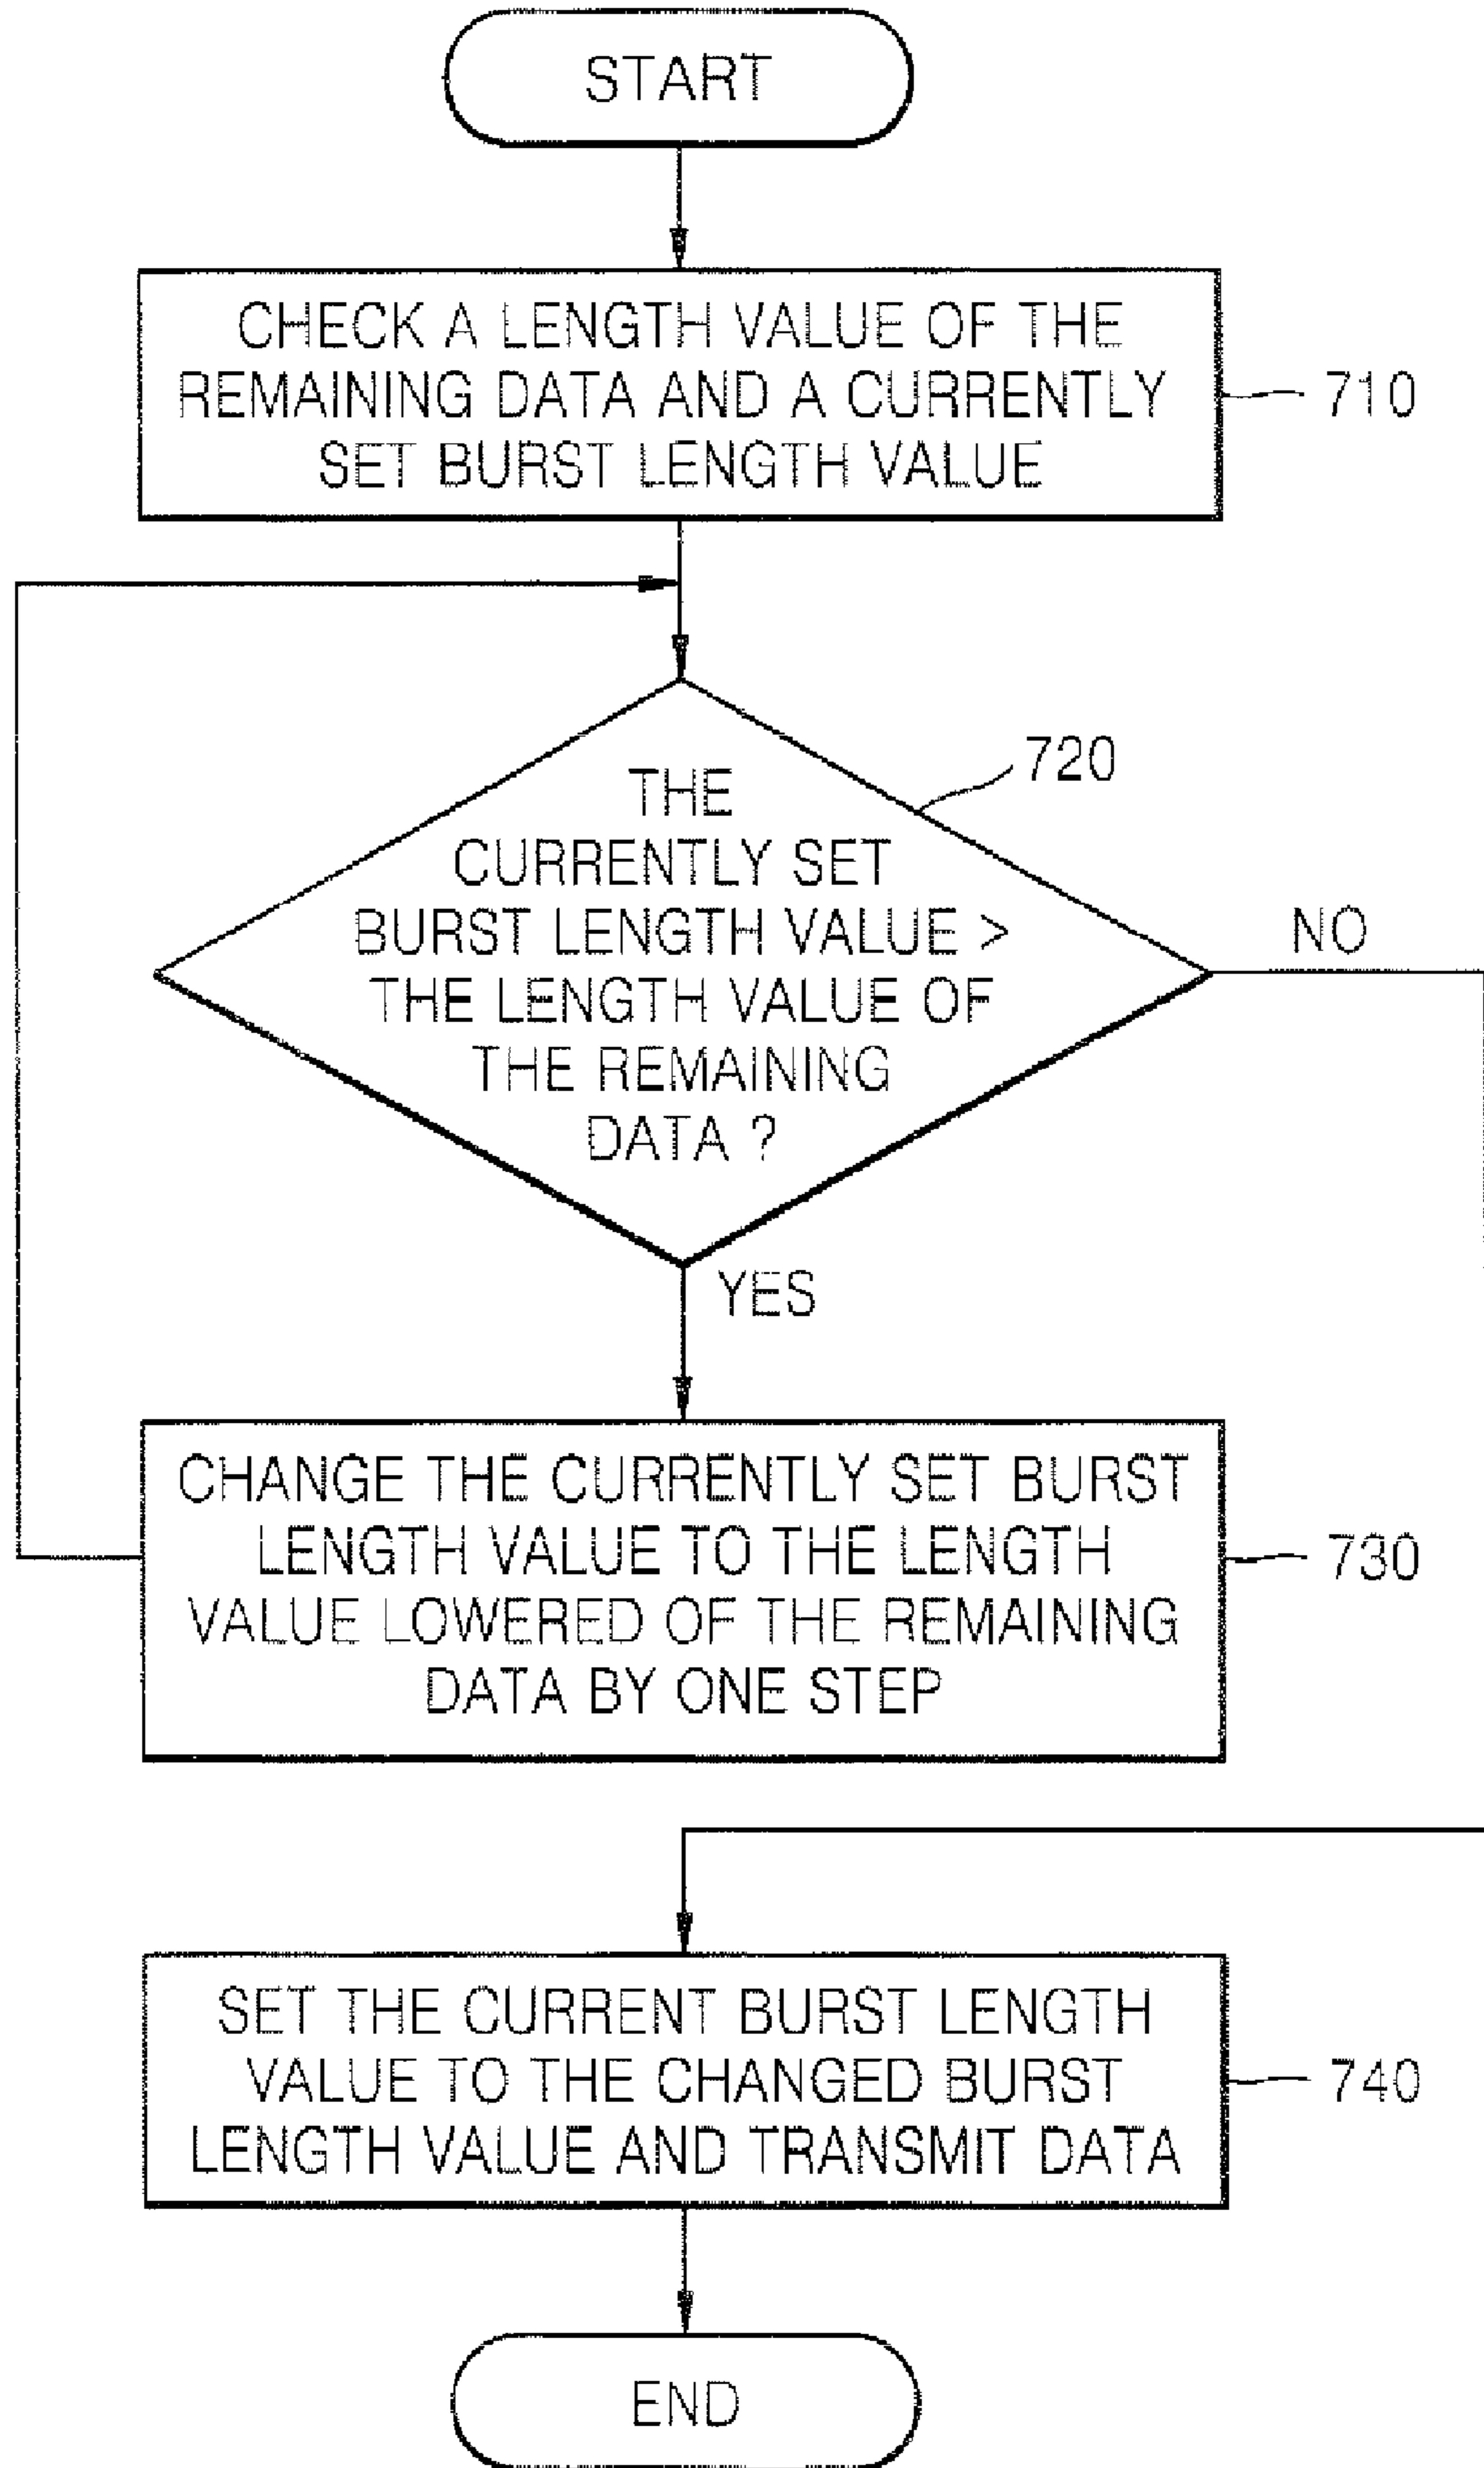 START
CHECK A LENGTH VALUE OF THE
REMAINING DATA AND A CURRENTLY
SET BURST LENGTH VALUE
710
THE
CURRENTLY SET
BURST LENGTH VALUE >
THE LENGTH VALUE OF
THE REMAINING
DATA ?
720
NO
YES
CHANGE THE CURRENTLY SET BURST
LENGTH VALUE TO THE LENGTH
VALUE LOWERED OF THE REMAINING
DATA BY ONE STEP
730
SET THE CURRENT BURST LENGTH
VALUE TO THE CHANGED BURST
LENGTH VALUE AND TRANSMIT DATA
740
END